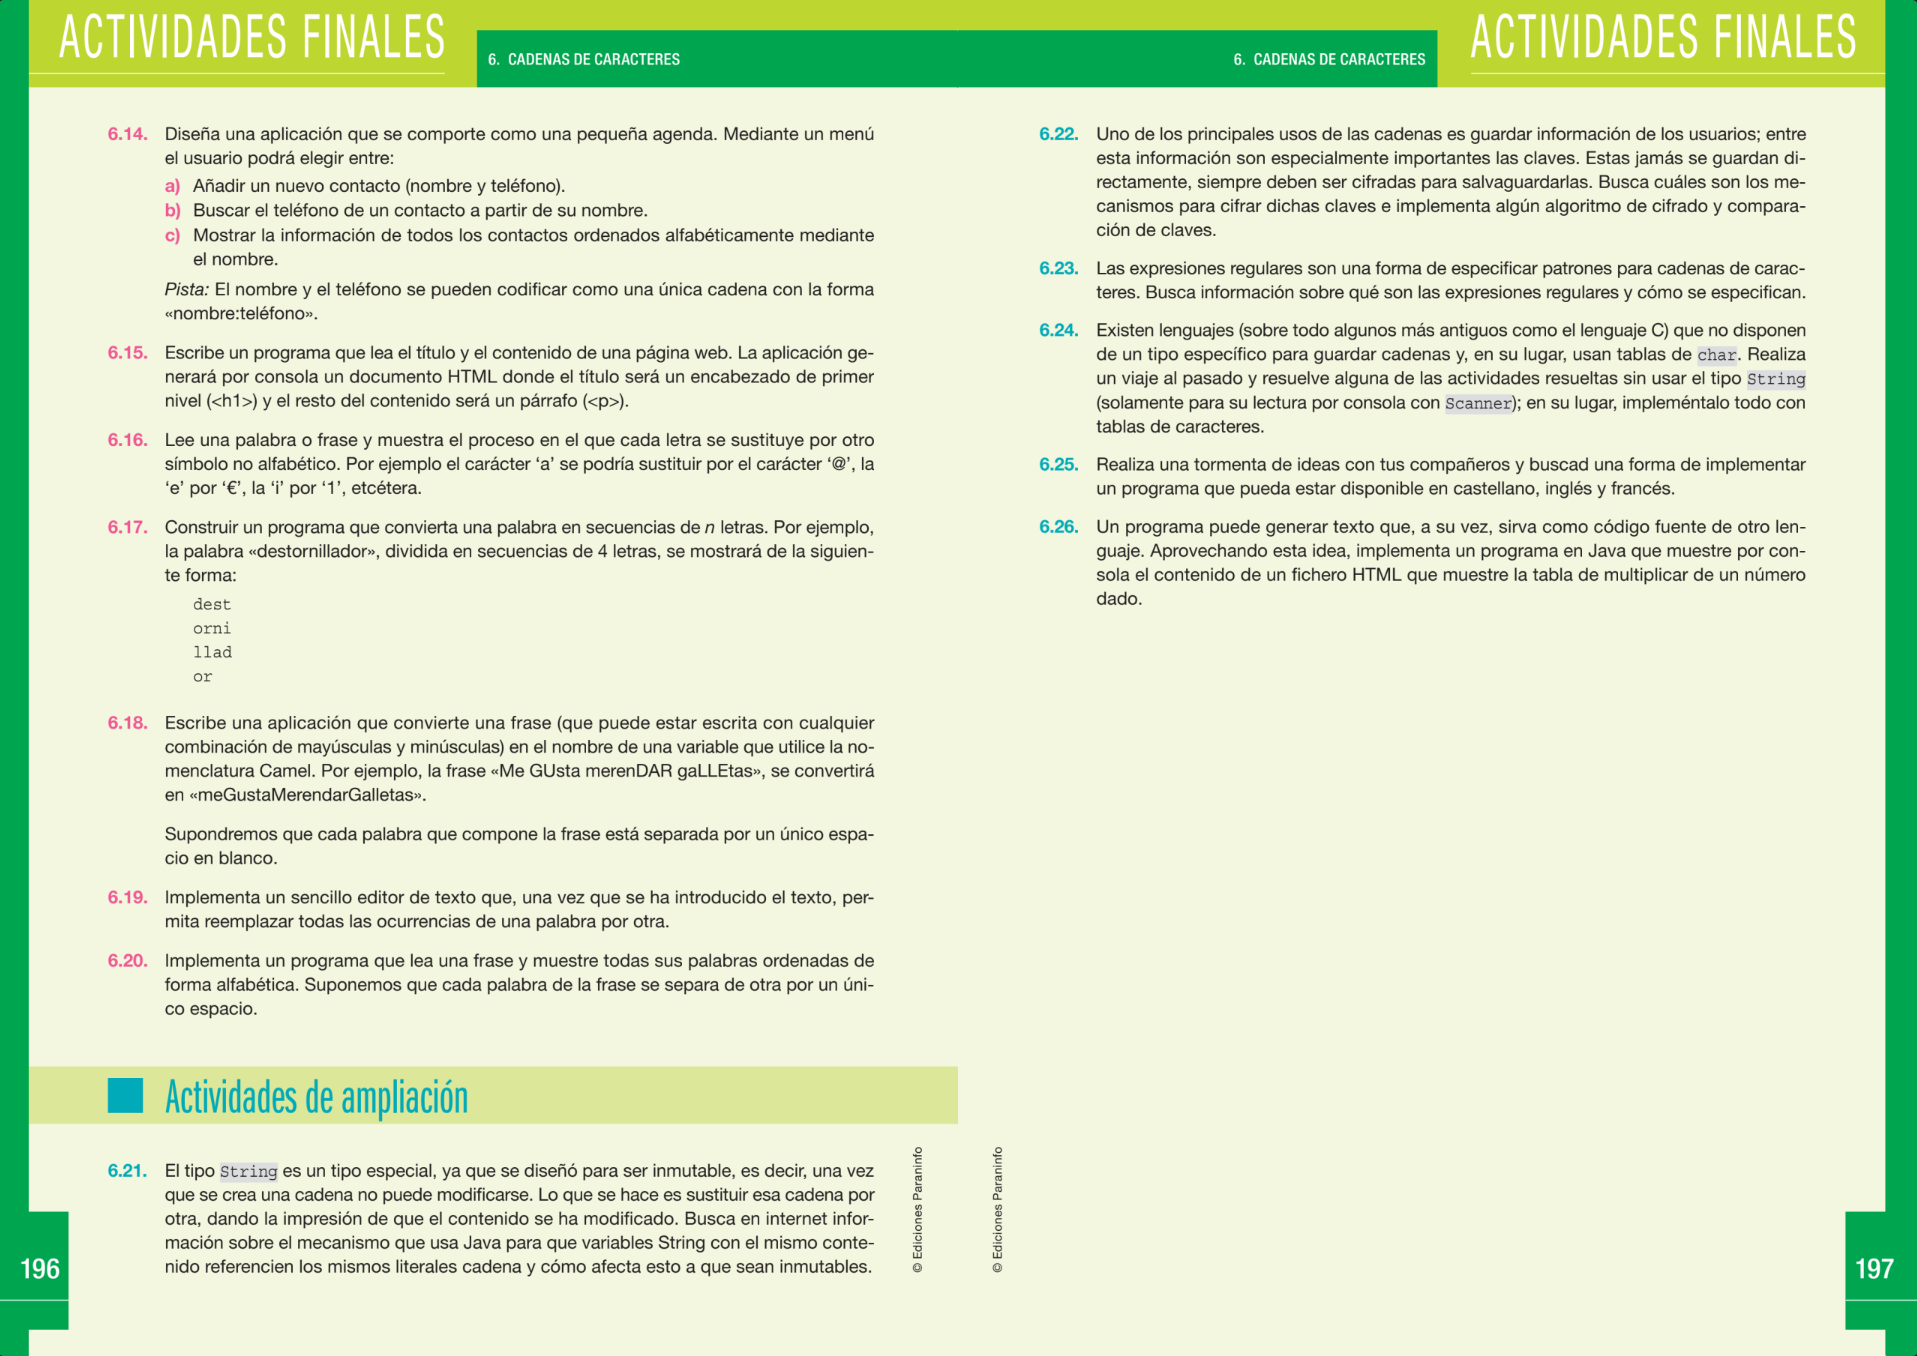 ACTIVIDADES FINALES
6. CADENAS DE CARACTERES
6.14. Diseña una aplicación que se comporte como una pequeña agenda. Mediante un menú
el usuario podrá elegir entre:
a) Añadir un nuevo contacto (nombre y teléfono).
b) Buscar el teléfono de un contacto a partir de su nombre.
c) Mostrar la información de todos los contactos ordenados alfabéticamente mediante
el nombre.
Pista: El nombre y el teléfono se pueden codificar como una única cadena con la forma
«nombre:teléfono».
6.15. Escribe un programa que lea el título y el contenido de una página web. La aplicación ge-
nerará por consola un documento HTML donde el título será un encabezado de primer
nivel (<h1>) y el resto del contenido será un párrafo (<p>).
6.16. Lee una palabra o frase y muestra el proceso en el que cada letra se sustituye por otro
símbolo no alfabético. Por ejemplo el carácter ‘a’ se podría sustituir por el carácter ‘@’, la
‘e’ por ‘€’, la ‘i’ por ‘1’, etcétera.
6.17. Construir un programa que convierta una palabra en secuencias de n letras. Por ejemplo,
la palabra «destornillador», dividida en secuencias de 4 letras, se mostrará de la siguien-
te forma:
dest
orni
llad
or
6.18. Escribe una aplicación que convierte una frase (que puede estar escrita con cualquier
combinación de mayúsculas y minúsculas) en el nombre de una variable que utilice la no-
menclatura Camel. Por ejemplo, la frase «Me GUsta merenDAR gaLLEtas», se convertirá
en «meGustaMerendarGalletas».
Supondremos que cada palabra que compone la frase está separada por un único espa-
cio en blanco.
6.19. Implementa un sencillo editor de texto que, una vez que se ha introducido el texto, per-
mita reemplazar todas las ocurrencias de una palabra por otra.
6.20. Implementa un programa que lea una frase y muestre todas sus palabras ordenadas de
forma alfabética. Suponemos que cada palabra de la frase se separa de otra por un úni-
co espacio.
Actividades de ampliación
6.21. El tipo String es un tipo especial, ya que se diseñó para ser inmutable, es decir, una vez
que se crea una cadena no puede modificarse. Lo que se hace es sustituir esa cadena por
otra, dando la impresión de que el contenido se ha modificado. Busca en internet infor-
mación sobre el mecanismo que usa Java para que variables String con el mismo conte-
nido referencien los mismos literales cadena y cómo afecta esto a que sean inmutables.
© Ediciones Paraninfo
196
6. CADENAS DE CARACTERES
ACTIVIDADES FINALES
6.22. Uno de los principales usos de las cadenas es guardar información de los usuarios; entre
esta información son especialmente importantes las claves. Estas jamás se guardan di-
rectamente, siempre deben ser cifradas para salvaguardarlas. Busca cuáles son los me-
canismos para cifrar dichas claves e implementa algún algoritmo de cifrado y compara-
ción de claves.
6.23. Las expresiones regulares son una forma de especificar patrones para cadenas de carac-
teres. Busca información sobre qué son las expresiones regulares y cómo se especifican.
6.24. Existen lenguajes (sobre todo algunos más antiguos como el lenguaje C) que no disponen
de un tipo específico para guardar cadenas y, en su lugar, usan tablas de char. Realiza
un viaje al pasado y resuelve alguna de las actividades resueltas sin usar el tipo String
(solamente para su lectura por consola con Scanner); en su lugar, impleméntalo todo con
tablas de caracteres.
6.25. Realiza una tormenta de ideas con tus compañeros y buscad una forma de implementar
un programa que pueda estar disponible en castellano, inglés y francés.
6.26. Un programa puede generar texto que, a su vez, sirva como código fuente de otro len-
guaje. Aprovechando esta idea, implementa un programa en Java que muestre por con-
sola el contenido de un fichero HTML que muestre la tabla de multiplicar de un número
dado.
© Ediciones Paraninfo
197